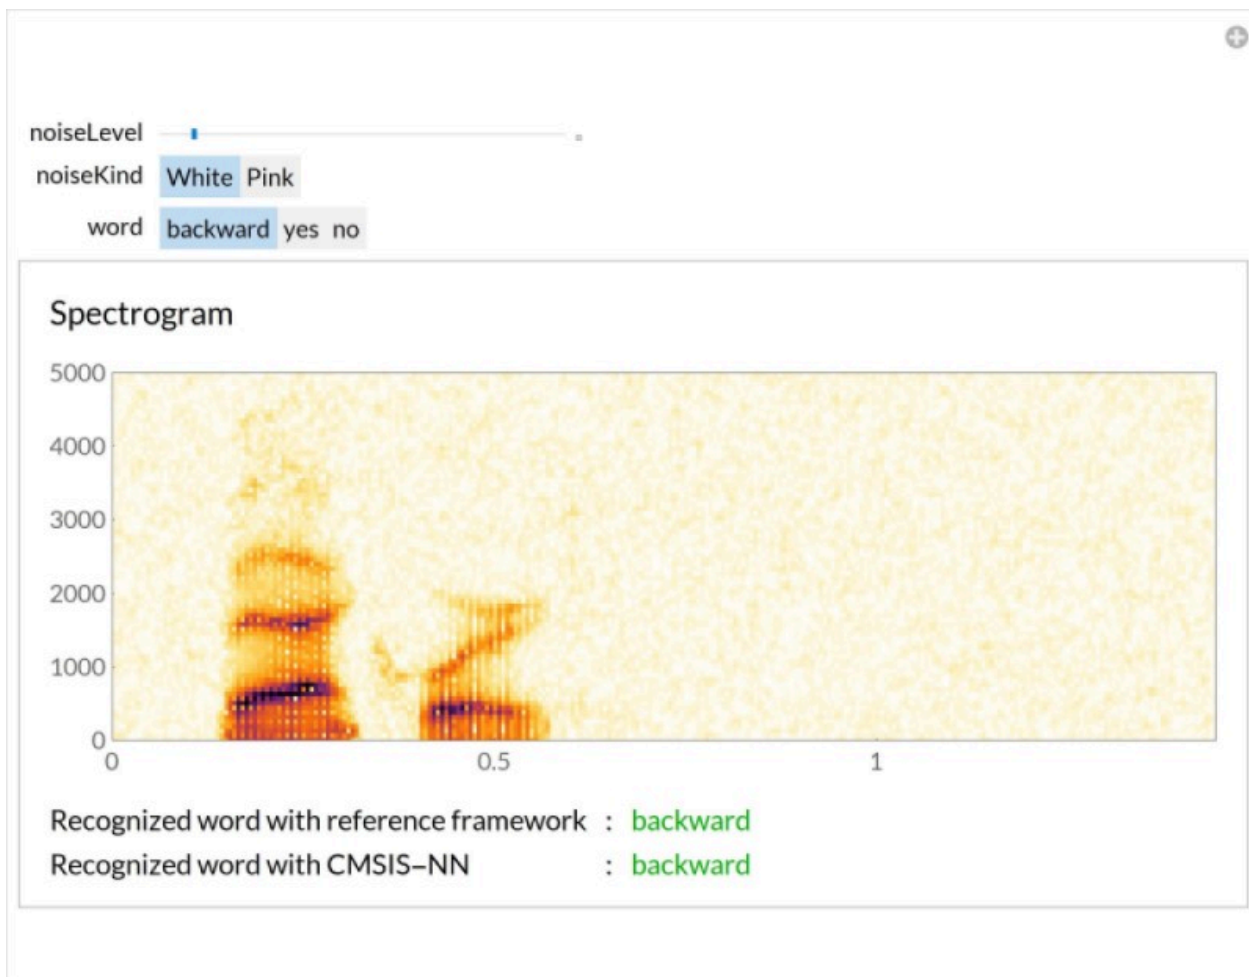 noiseLevel
noiseKind White Pink
word backward yes no
Spectrogram
5000
4000
3000
2000
1000
0
0 0.5 1
Recognized word with reference framework : backward
Recognized word with CMSIS–NN : backward